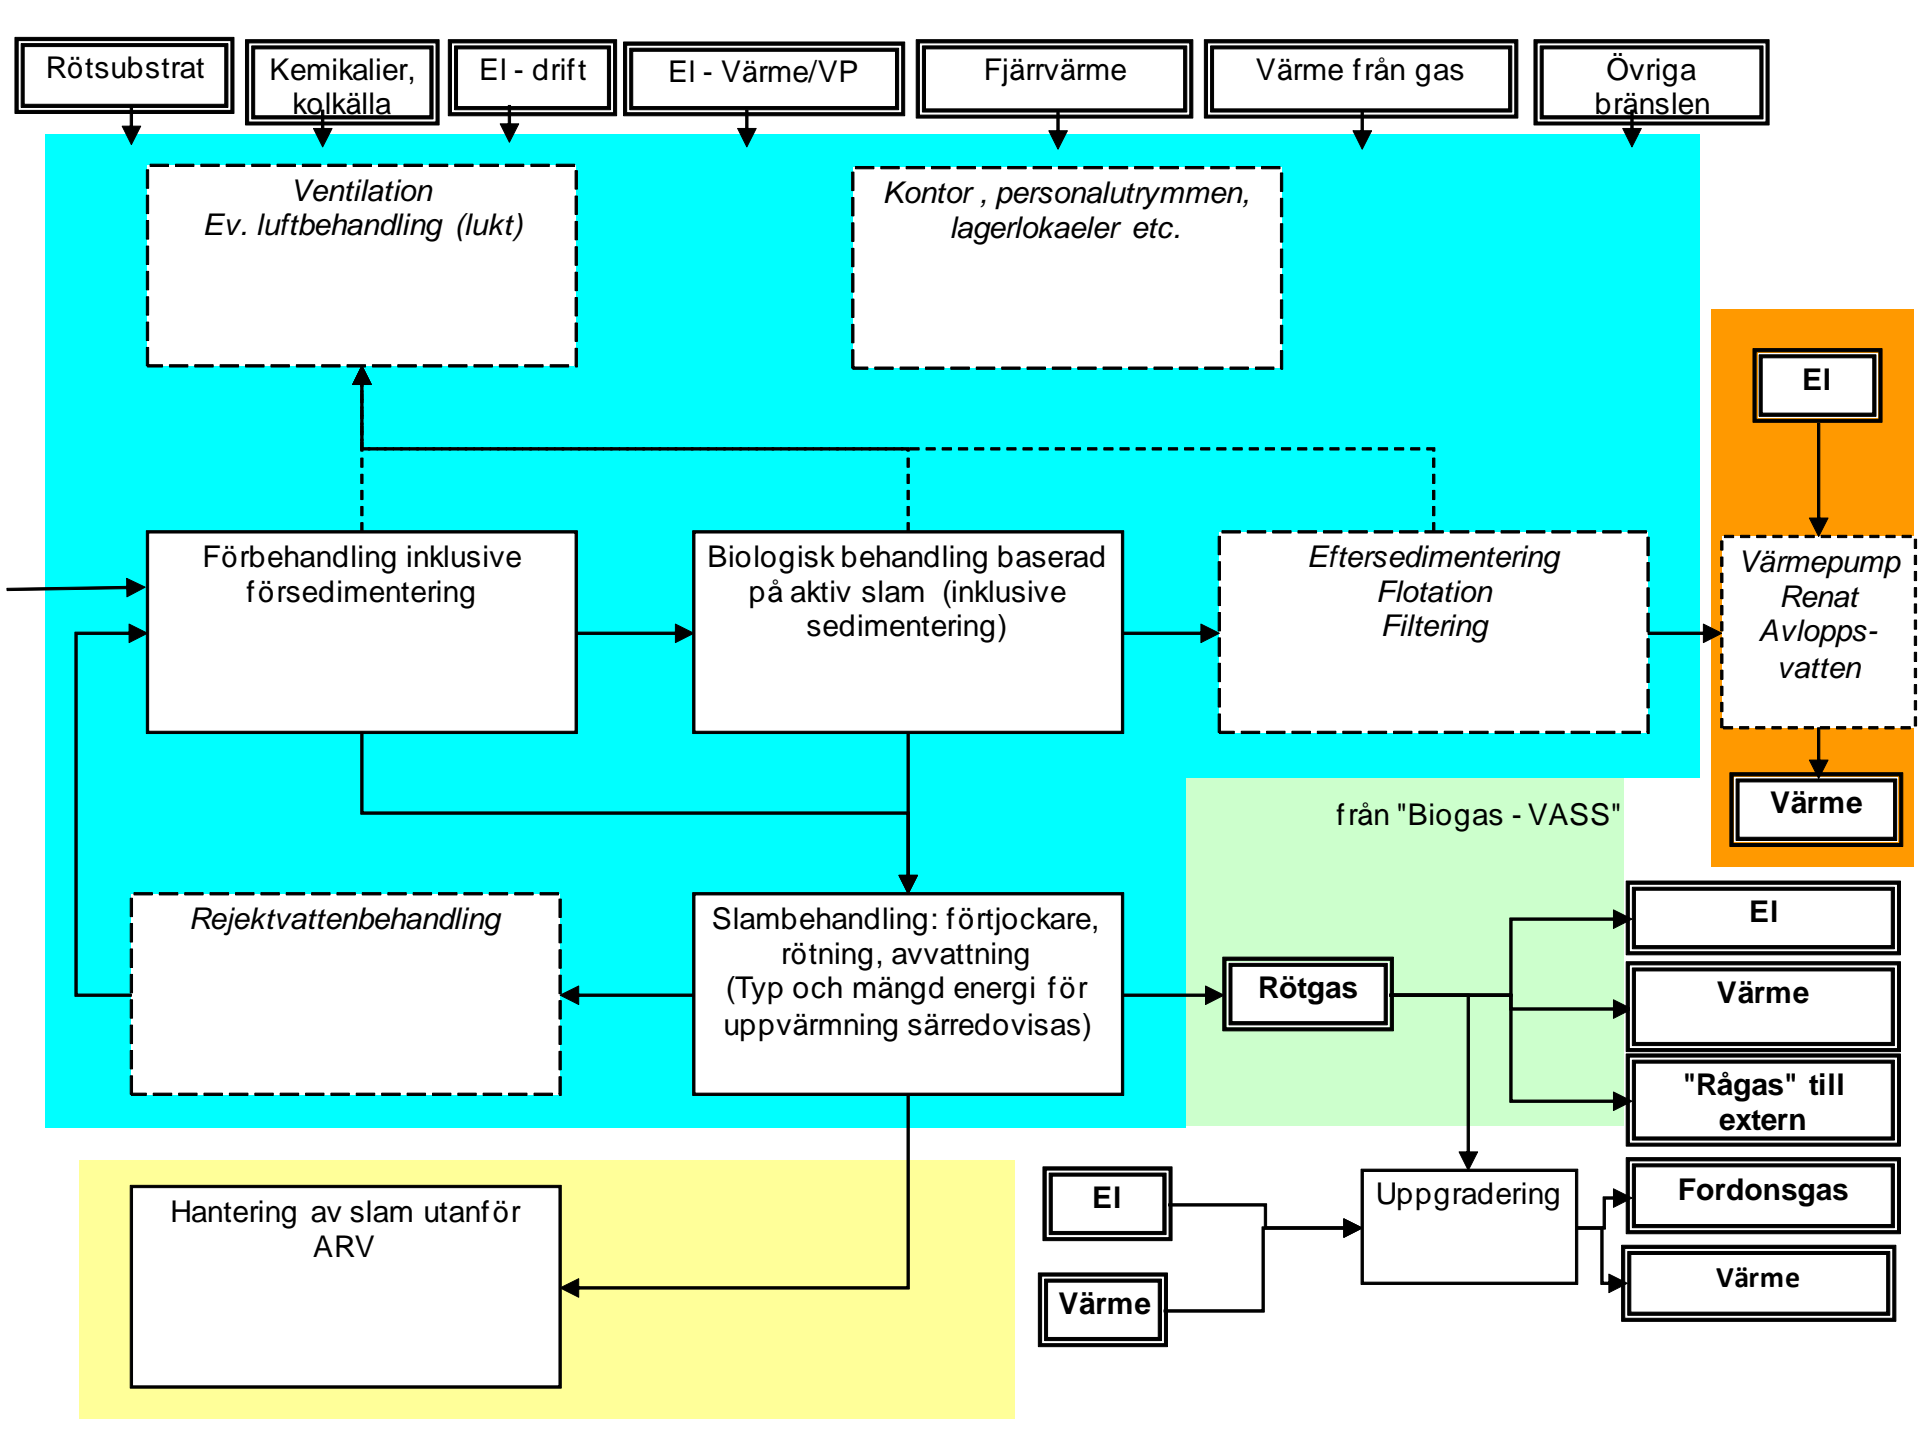 Rötsubstrat
Kemikalier,
kolkälla
El - drift
El - Värme/VP
Fjärrvärme
Värme från gas
Övriga
bränslen
Ventilation
Ev. luftbehandling (lukt)
Kontor , personalutrymmen,
lagerlokaeler etc.
El
Förbehandling inklusive
försedimentering
Biologisk behandling baserad
på aktiv slam (inklusive
sedimentering)
Eftersedimentering
Flotation
Filtering
Värmepump
Renat
Avlopps-
vatten
Värme
från "Biogas - VASS"
Rejektvattenbehandling
Slambehandling: förtjockare,
rötning, avvattning
(Typ och mängd energi för
uppvärmning särredovisas)
Rötgas
El
Värme
"Rågas" till
extern
Hantering av slam utanför
ARV
El
Värme
Uppgradering
Fordonsgas
Värme